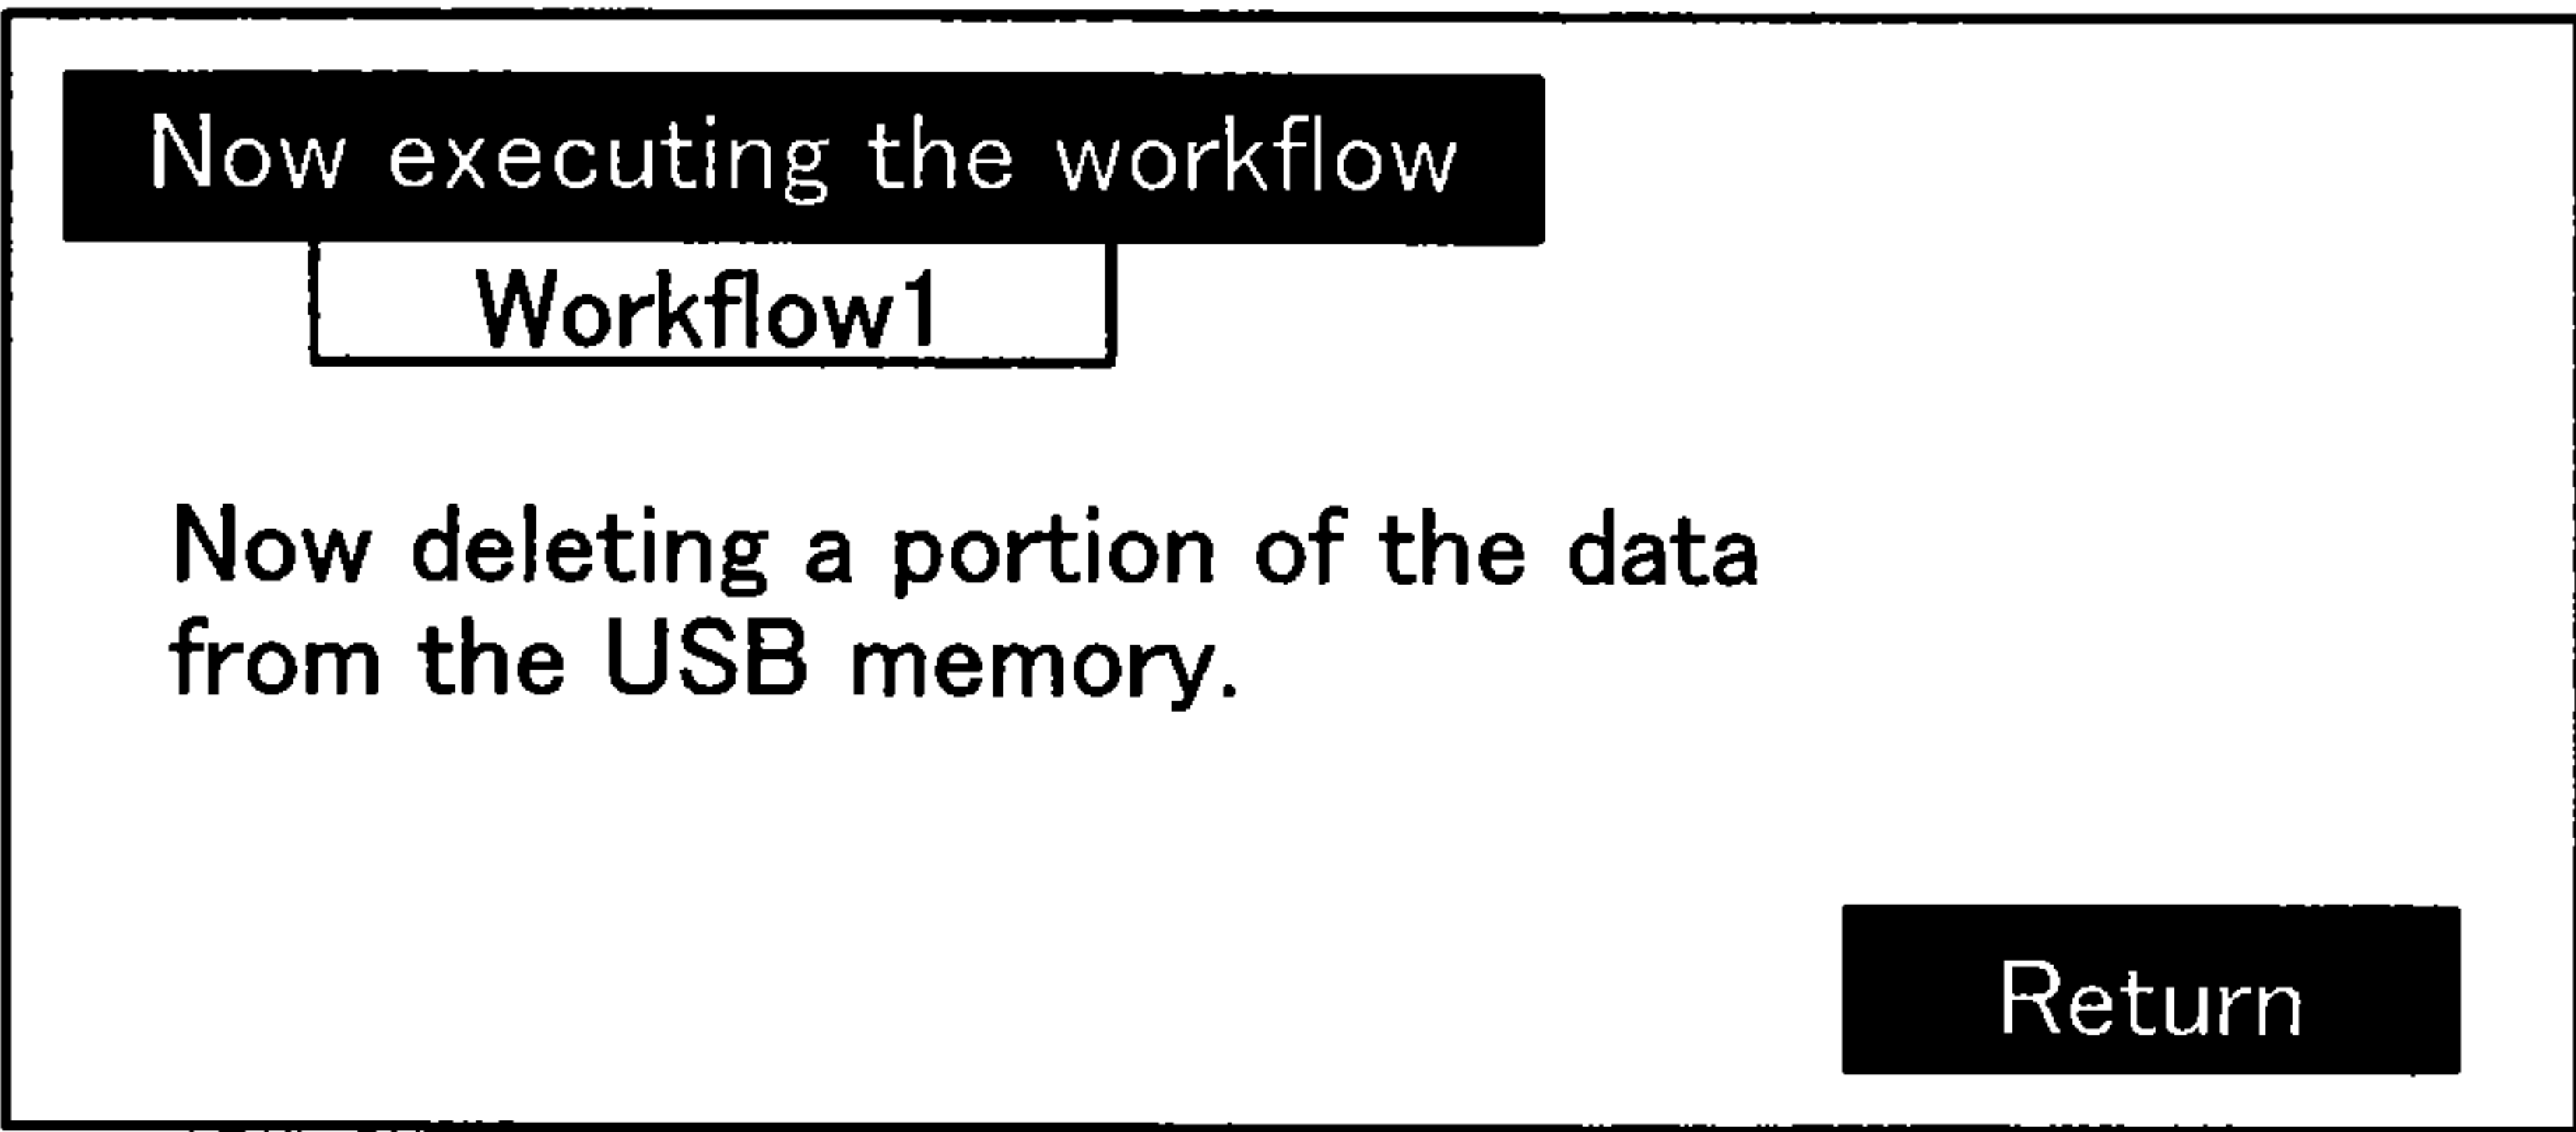 Now executing the workflow
Workflow1
Now deleting a portion of the data
from the USB memory.
Return